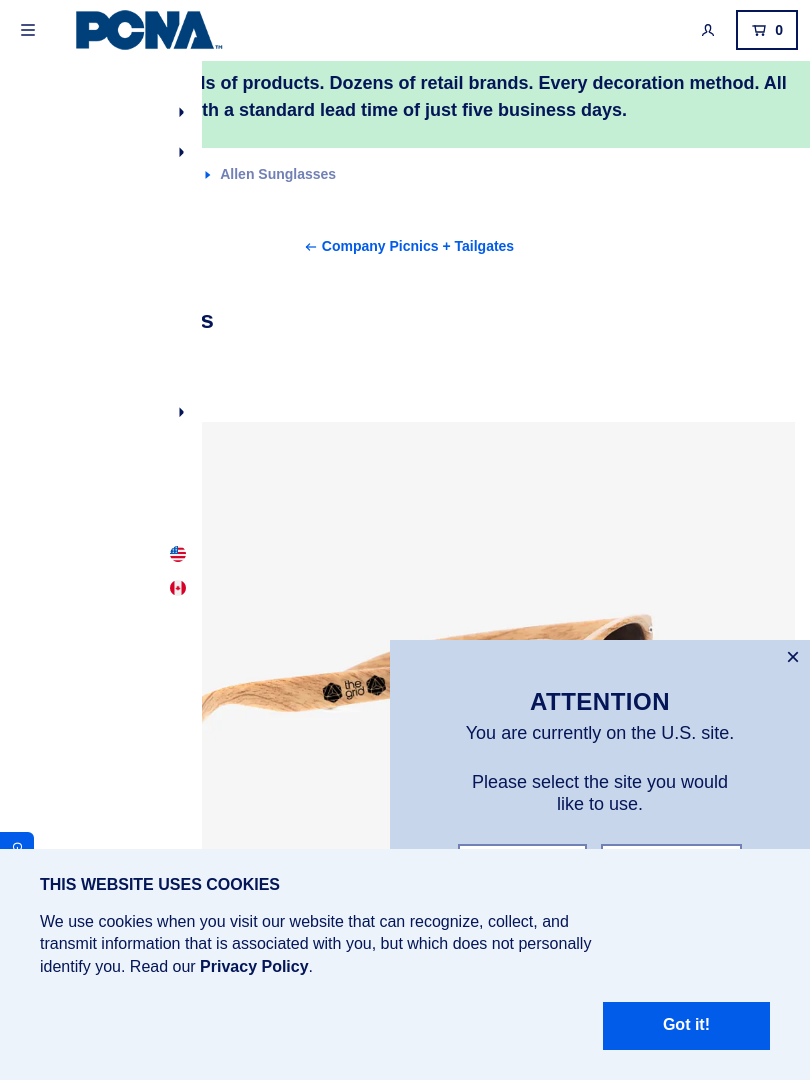 PCNA™
0
ls of products. Dozens of retail brands. Every decoration method. All
th a standard lead time of just five business days.
Allen Sunglasses
Company Picnics + Tailgates
s
the
grid
ATTENTION
You are currently on the U.S. site.
Please select the site you would
like to use.
THIS WEBSITE USES COOKIES
We use cookies when you visit our website that can recognize, collect, and
transmit information that is associated with you, but which does not personally
identify you. Read our Privacy Policy.
Got it!